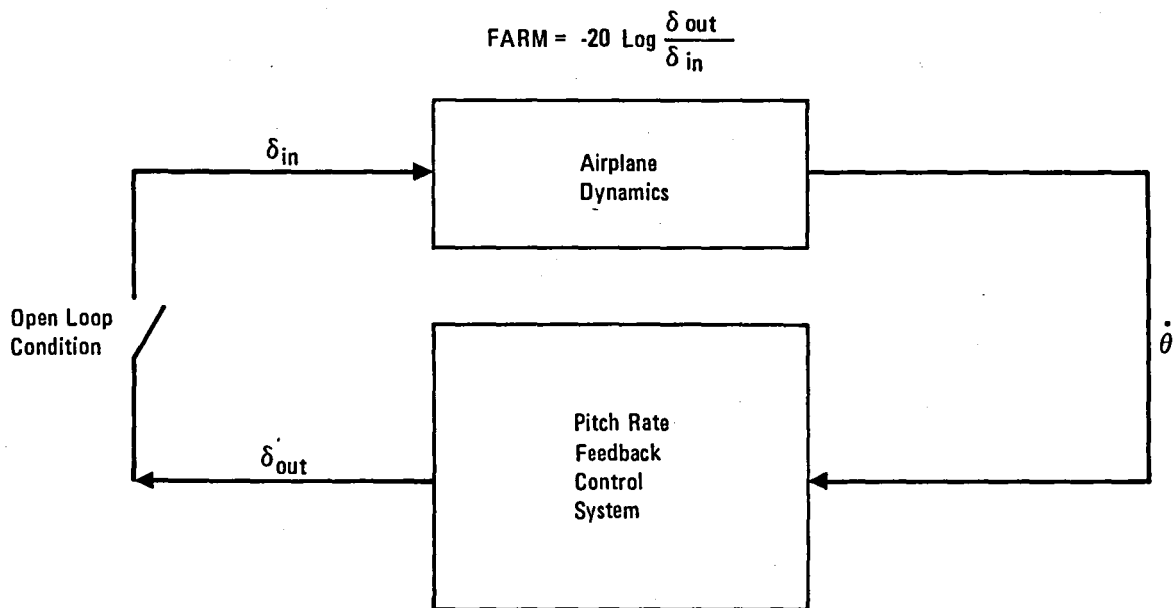 FARM = -20 Log δ out / δ in
δin
Airplane
Dynamics
Open Loop
Condition
θ̇
Pitch Rate
Feedback
Control
System
δout